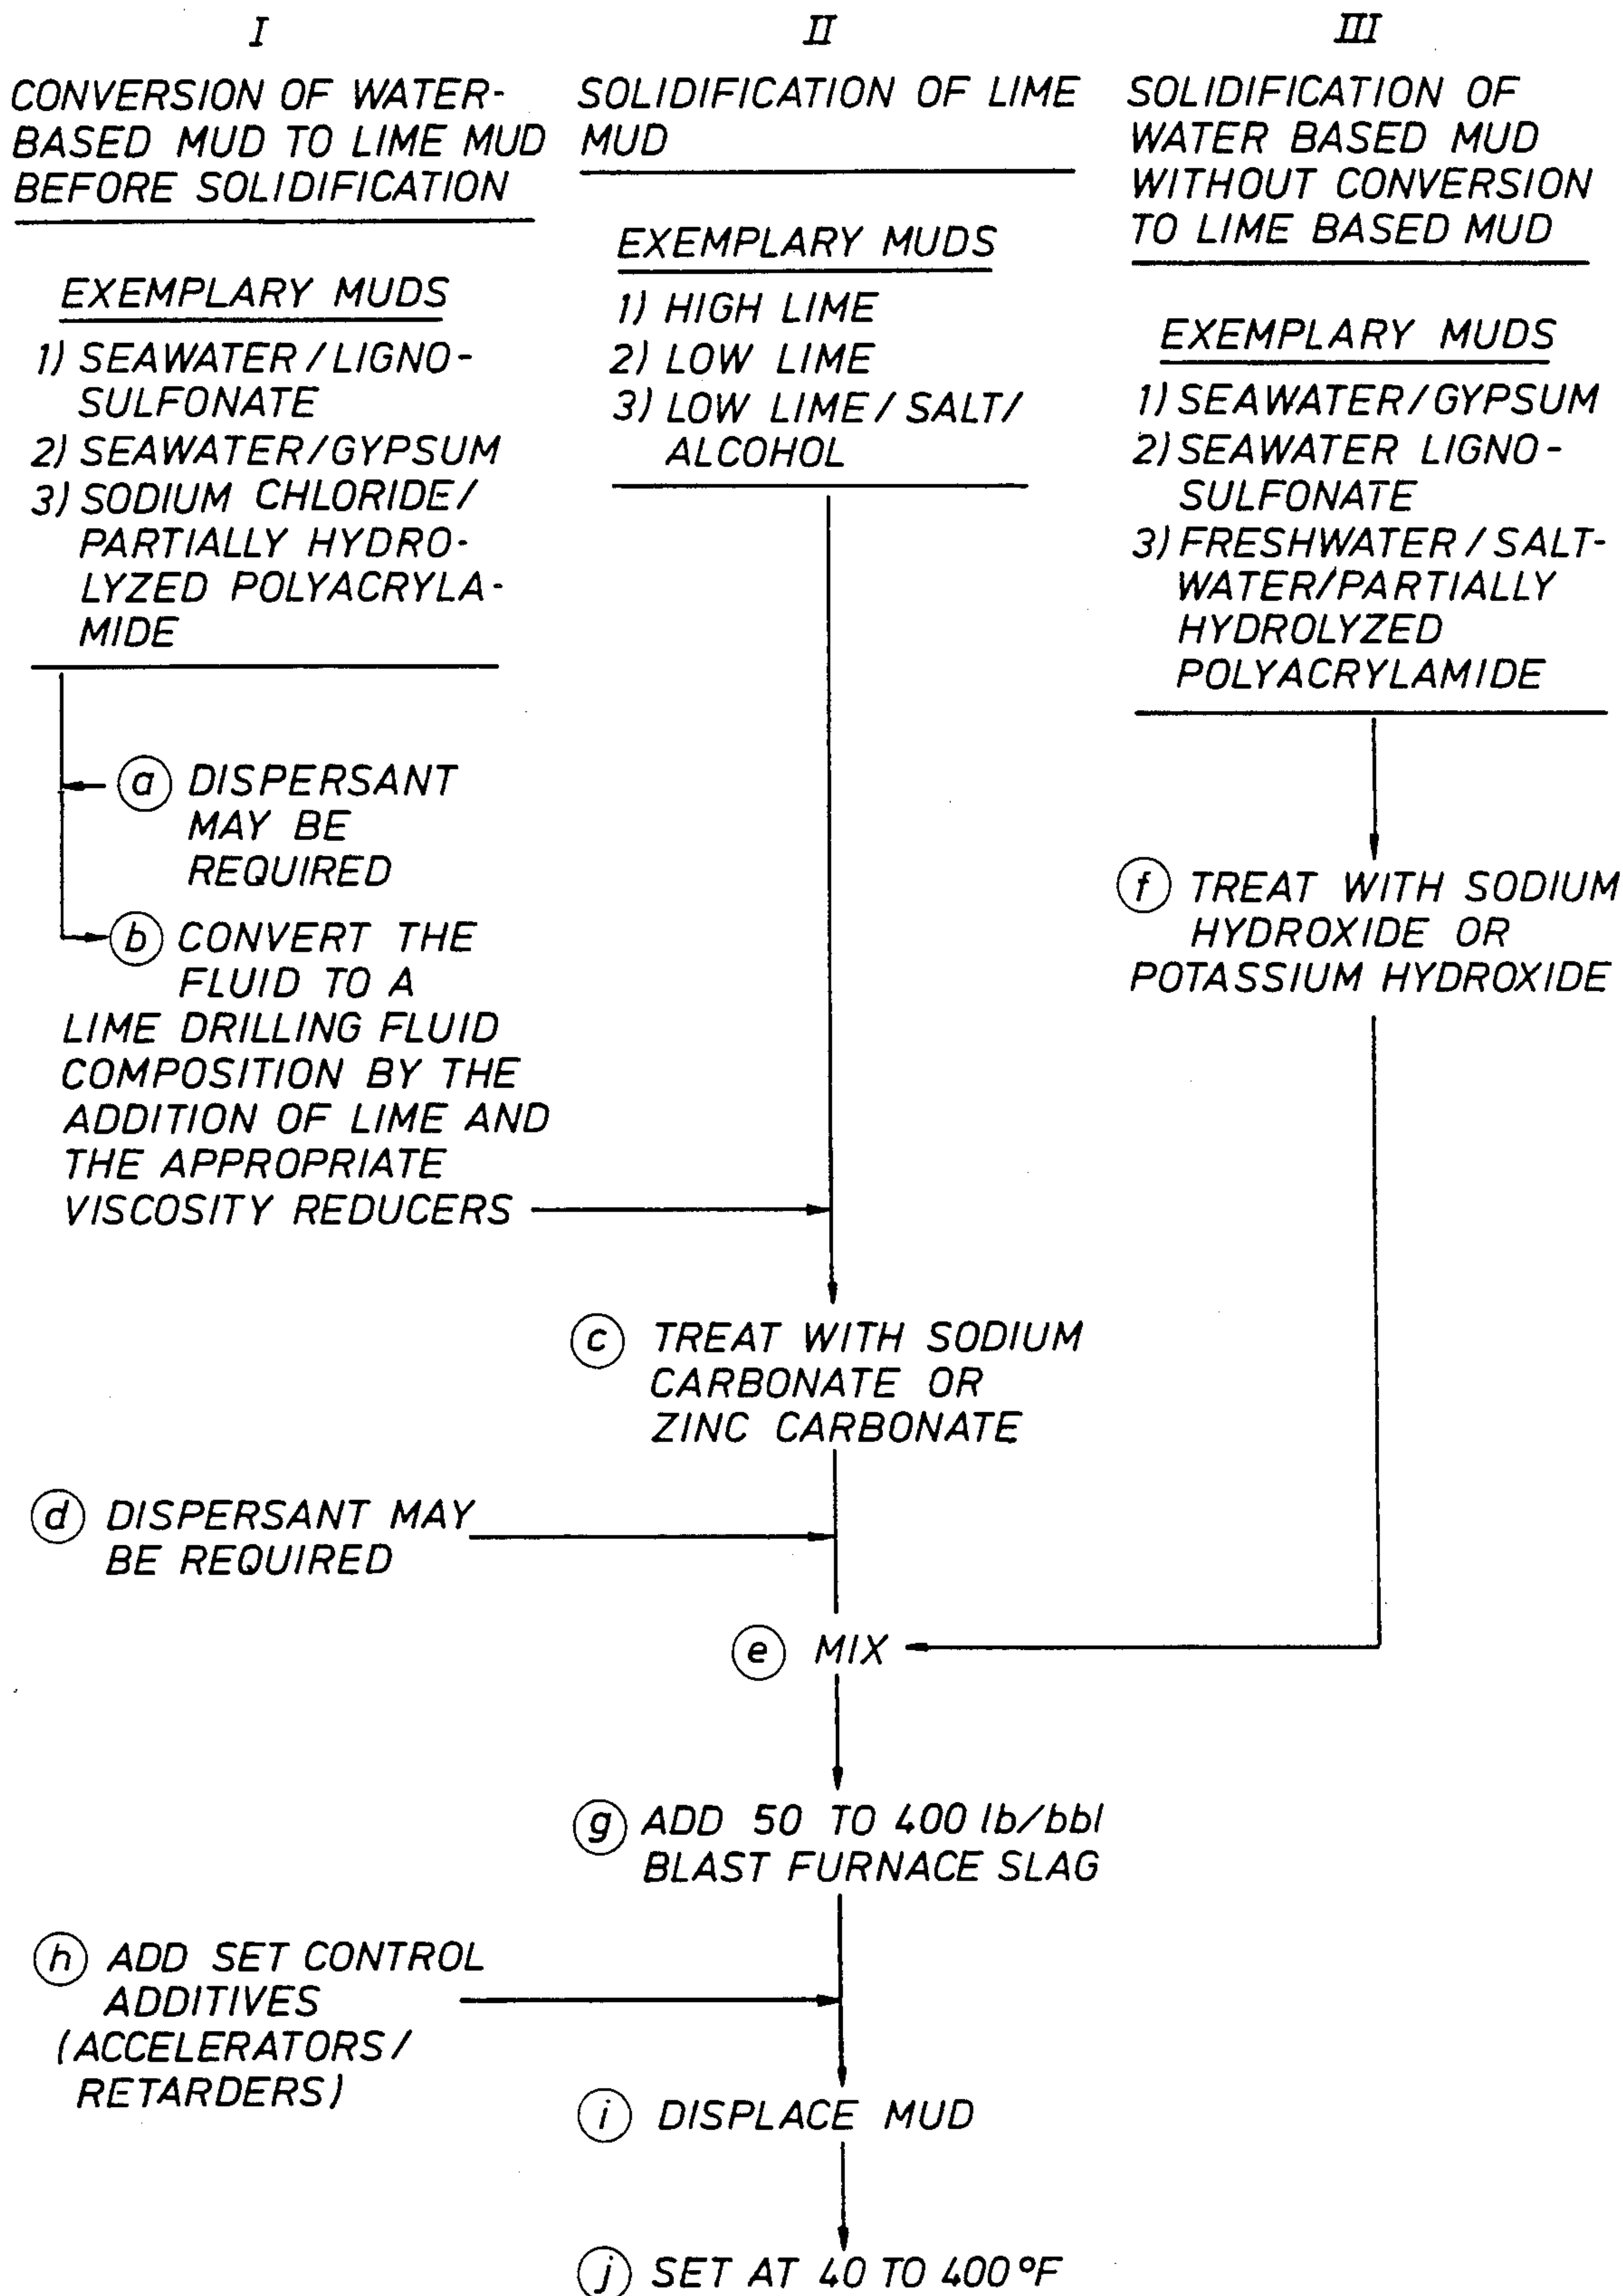 I
CONVERSION OF WATER-
BASED MUD TO LIME MUD
BEFORE SOLIDIFICATION
EXEMPLARY MUDS
1) SEAWATER/LIGNO-
SULFONATE
2) SEAWATER/GYPSUM
3) SODIUM CHLORIDE/
PARTIALLY HYDRO-
LYZED POLYACRYLA-
MIDE
a DISPERSANT
MAY BE
REQUIRED
b CONVERT THE
FLUID TO A
LIME DRILLING FLUID
COMPOSITION BY THE
ADDITION OF LIME AND
THE APPROPRIATE
VISCOSITY REDUCERS
II
SOLIDIFICATION OF LIME
MUD
EXEMPLARY MUDS
1) HIGH LIME
2) LOW LIME
3) LOW LIME/SALT/
ALCOHOL
III
SOLIDIFICATION OF
WATER BASED MUD
WITHOUT CONVERSION
TO LIME BASED MUD
EXEMPLARY MUDS
1) SEAWATER/GYPSUM
2) SEAWATER LIGNO-
SULFONATE
3) FRESHWATER/SALT-
WATER/PARTIALLY
HYDROLYZED
POLYACRYLAMIDE
f TREAT WITH SODIUM
HYDROXIDE OR
POTASSIUM HYDROXIDE
c TREAT WITH SODIUM
CARBONATE OR
ZINC CARBONATE
d DISPERSANT MAY
BE REQUIRED
e MIX
g ADD 50 TO 400 lb/bbl
BLAST FURNACE SLAG
h ADD SET CONTROL
ADDITIVES
(ACCELERATORS/
RETARDERS)
i DISPLACE MUD
j SET AT 40 TO 400°F